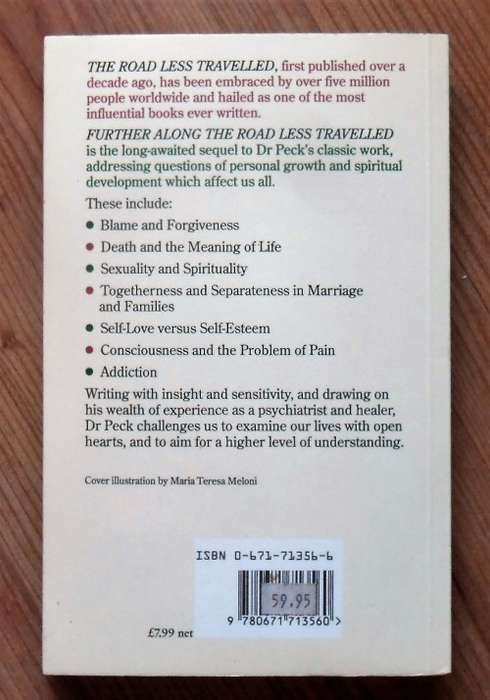 THE ROAD LESS TRAVELLED, first published over a
decade ago, has been embraced by over five million
people worldwide and hailed as one of the most
influential books ever written.
FURTHER ALONG THE ROAD LESS TRAVELLED
is the long-awaited sequel to Dr Peck's classic work,
addressing questions of personal growth and spiritual
development which affect us all.
These include:
● Blame and Forgiveness
● Death and the Meaning of Life
● Sexuality and Spirituality
● Togetherness and Separateness in Marriage
and Families
● Self-Love versus Self-Esteem
● Consciousness and the Problem of Pain
● Addiction
Writing with insight and sensitivity, and drawing on
his wealth of experience as a psychiatrist and healer,
Dr Peck challenges us to examine our lives with open
hearts, and to aim for a higher level of understanding.
Cover illustration by Maria Teresa Meloni
ISBN 0-671-71356-6
59.95
9 780671 713560 >
£7.99 net